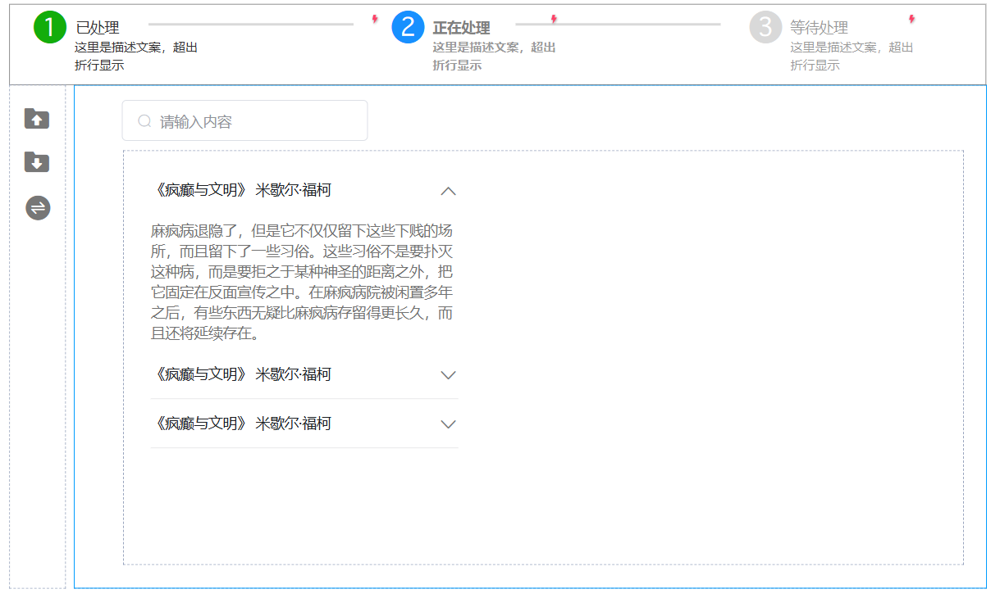 1 已处理
这里是描述文案，超出
折行显示
2 正在处理
这里是描述文案，超出
折行显示
3 等待处理
这里是描述文案，超出
折行显示
请输入内容
《疯癫与文明》 米歇尔·福柯
麻疯病退隐了，但是它不仅仅留下这些下贱的场
所，而且留下了一些习俗。这些习俗不是要扑灭
这种病，而是要拒之于某种神圣的距离之外，把
它固定在反面宣传之中。在麻疯病院被闲置多年
之后，有些东西无疑比麻疯病存留得更长久，而
且还将延续存在。
《疯癫与文明》 米歇尔·福柯
《疯癫与文明》 米歇尔·福柯